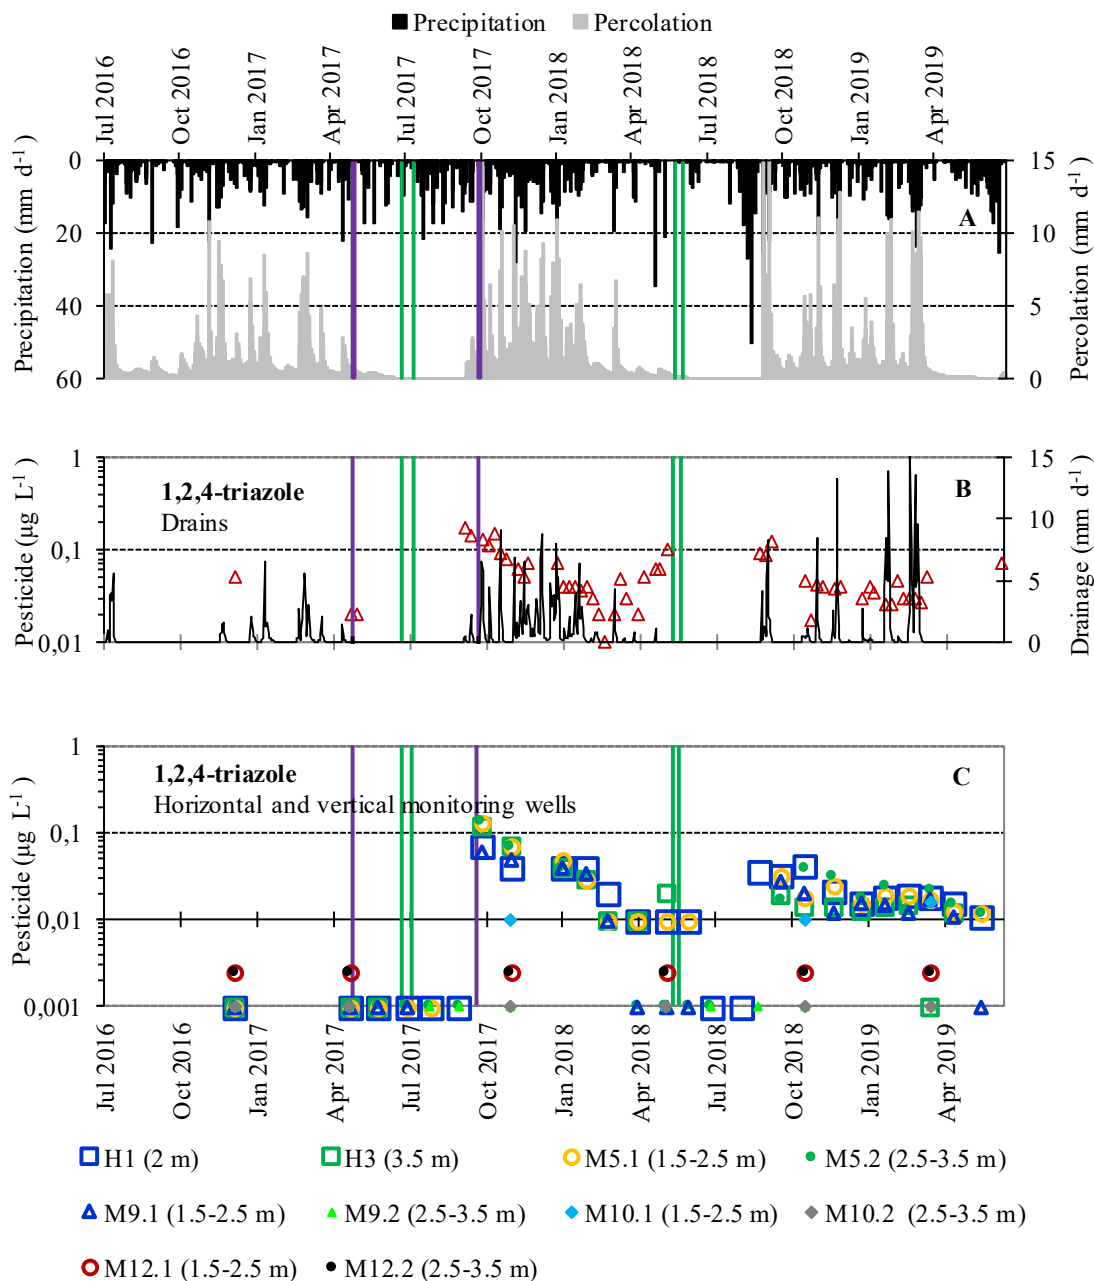 Precipitation Percolation
Jul 2016 Oct 2016 Jan 2017 Apr 2017 Jul 2017 Oct 2017 Jan 2018 Apr 2018 Jul 2018 Oct 2018 Jan 2019 Apr 2019
Precipitation (mm d⁻¹)
0
20
40
60
A
15
10
5
0
Percolation (mm d⁻¹)
Pesticide (µg L⁻¹)
1
0,1
0,01
1,2,4-triazole
Drains
B
15
10
5
0
Drainage (mm d⁻¹)
Pesticide (µg L⁻¹)
1
0,1
0,01
0,001
1,2,4-triazole
Horizontal and vertical monitoring wells
C
Jul 2016 Oct 2016 Jan 2017 Apr 2017 Jul 2017 Oct 2017 Jan 2018 Apr 2018 Jul 2018 Oct 2018 Jan 2019 Apr 2019
H1 (2 m) H3 (3.5 m) M5.1 (1.5-2.5 m) M5.2 (2.5-3.5 m)
M9.1 (1.5-2.5 m) M9.2 (2.5-3.5 m) M10.1 (1.5-2.5 m) M10.2 (2.5-3.5 m)
M12.1 (1.5-2.5 m) M12.2 (2.5-3.5 m)